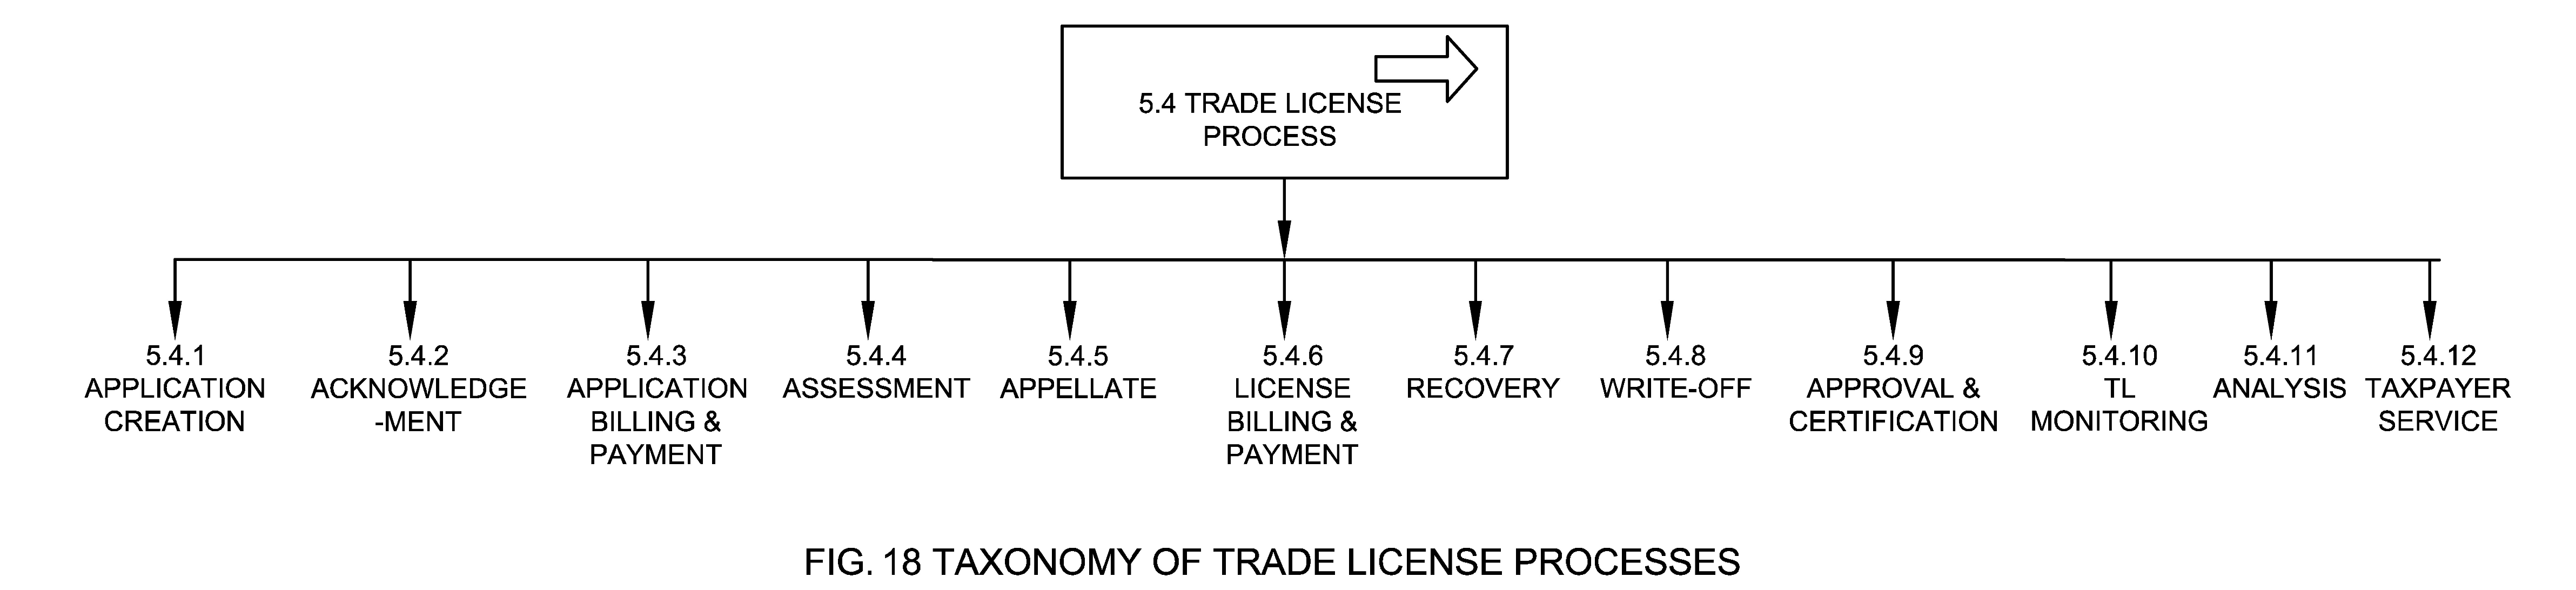 5.4 TRADE LICENSE
PROCESS
5.4.1
APPLICATION
CREATION
5.4.2
ACKNOWLEDGE
-MENT
5.4.3
APPLICATION
BILLING &
PAYMENT
5.4.4
ASSESSMENT
5.4.5
APPELLATE
5.4.6
LICENSE
BILLING &
PAYMENT
5.4.7
RECOVERY
5.4.8
WRITE-OFF
5.4.9
APPROVAL &
CERTIFICATION
5.4.10
TL
MONITORING
5.4.11
ANALYSIS
5.4.12
TAXPAYER
SERVICE
FIG. 18 TAXONOMY OF TRADE LICENSE PROCESSES